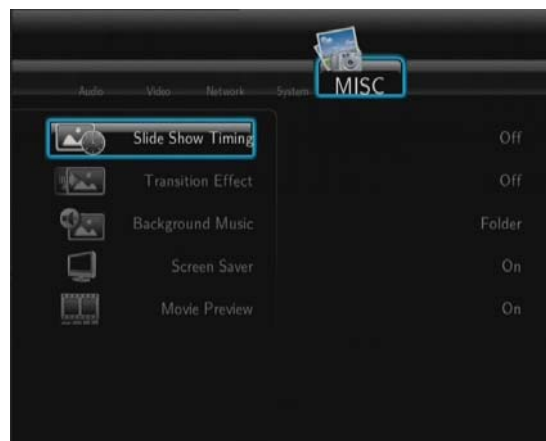 Audio Video Network System MISC
Slide Show Timing Off
Transition Effect Off
Background Music Folder
Screen Saver On
Movie Preview On